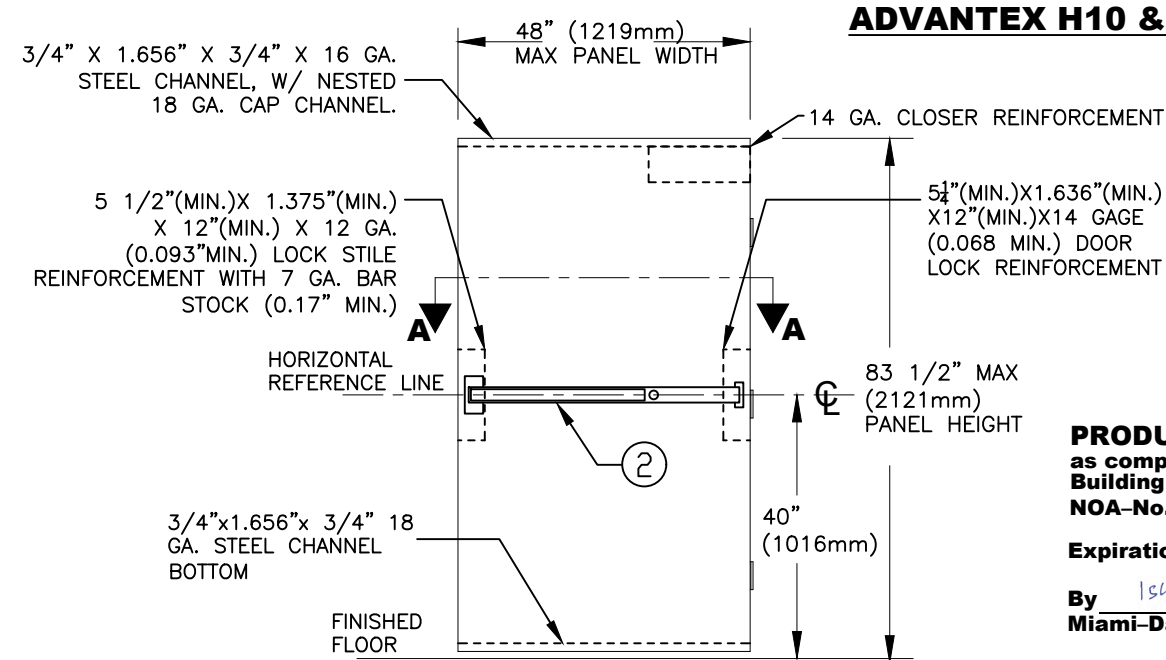 ADVANTEX H10 &
48" (1219mm)
MAX PANEL WIDTH
3/4" X 1.656" X 3/4" X 16 GA.
STEEL CHANNEL, W/ NESTED
18 GA. CAP CHANNEL.
14 GA. CLOSER REINFORCEMENT
5 1/2"(MIN.)X 1.375"(MIN.)
X 12"(MIN.) X 12 GA.
(0.093"MIN.) LOCK STILE
REINFORCEMENT WITH 7 GA. BAR
STOCK (0.17" MIN.)
5 1/4"(MIN.)X1.636"(MIN.)
X12"(MIN.)X14 GAGE
(0.068 MIN.) DOOR
LOCK REINFORCEMENT
A
A
HORIZONTAL
REFERENCE LINE
℄
83 1/2" MAX
(2121mm)
PANEL HEIGHT
2
40"
(1016mm)
3/4"x1.656"x 3/4" 18
GA. STEEL CHANNEL
BOTTOM
FINISHED
FLOOR
PRODU
as comp
Building
NOA–No.
Expiratio
By
Miami–Da